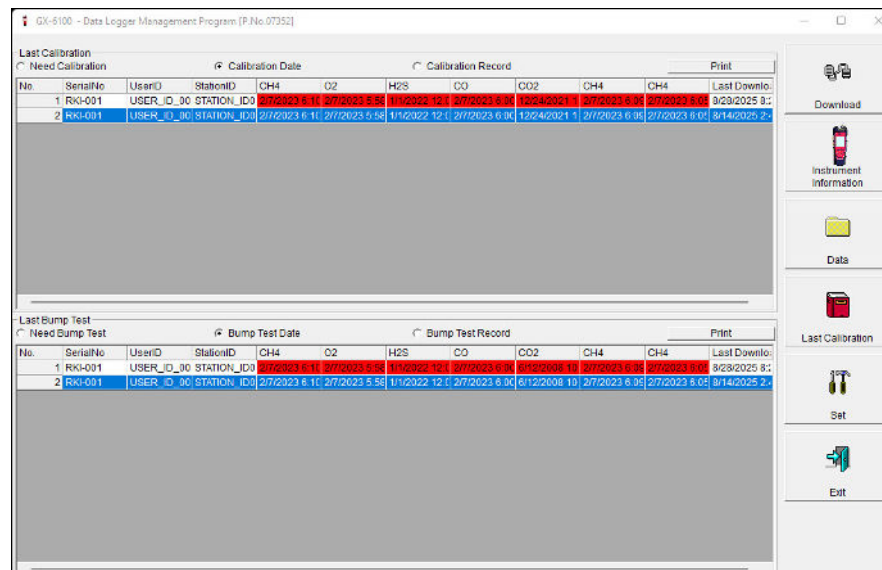 GX-6100 - Data Logger Management Program [P.No.07352]
Last Calibration
Need Calibration Calibration Date Calibration Record Print
No. SerialNo UserID StationID CH4 O2 H2S CO CO2 CH4 CH4 Last Downlo
1 RKI-001 USER_ID_00 STATION_ID0 2/7/2023 6:10 2/7/2023 5:58 1/1/2022 12:0 2/7/2023 6:00 12/24/2021 1 2/7/2023 6:09 2/7/2023 6:05 8/28/2025 8:
2 RKI-001 USER_ID_00 STATION_ID0 2/7/2023 6:10 2/7/2023 5:58 1/1/2022 12:0 2/7/2023 6:00 12/24/2021 1 2/7/2023 6:09 2/7/2023 6:05 8/14/2025 2:
Last Bump Test
Need Bump Test Bump Test Date Bump Test Record Print
No. SerialNo UserID StationID CH4 O2 H2S CO CO2 CH4 CH4 Last Downlo
1 RKI-001 USER_ID_00 STATION_ID0 2/7/2023 6:10 2/7/2023 5:58 1/1/2022 12:0 2/7/2023 6:00 6/12/2008 10 2/7/2023 6:09 2/7/2023 6:05 8/28/2025 8:
2 RKI-001 USER_ID_00 STATION_ID0 2/7/2023 6:10 2/7/2023 5:58 1/1/2022 12:0 2/7/2023 6:00 6/12/2008 10 2/7/2023 6:09 2/7/2023 6:05 8/14/2025 2:
Download
Instrument
Information
Data
Last Calibration
Set
Exit